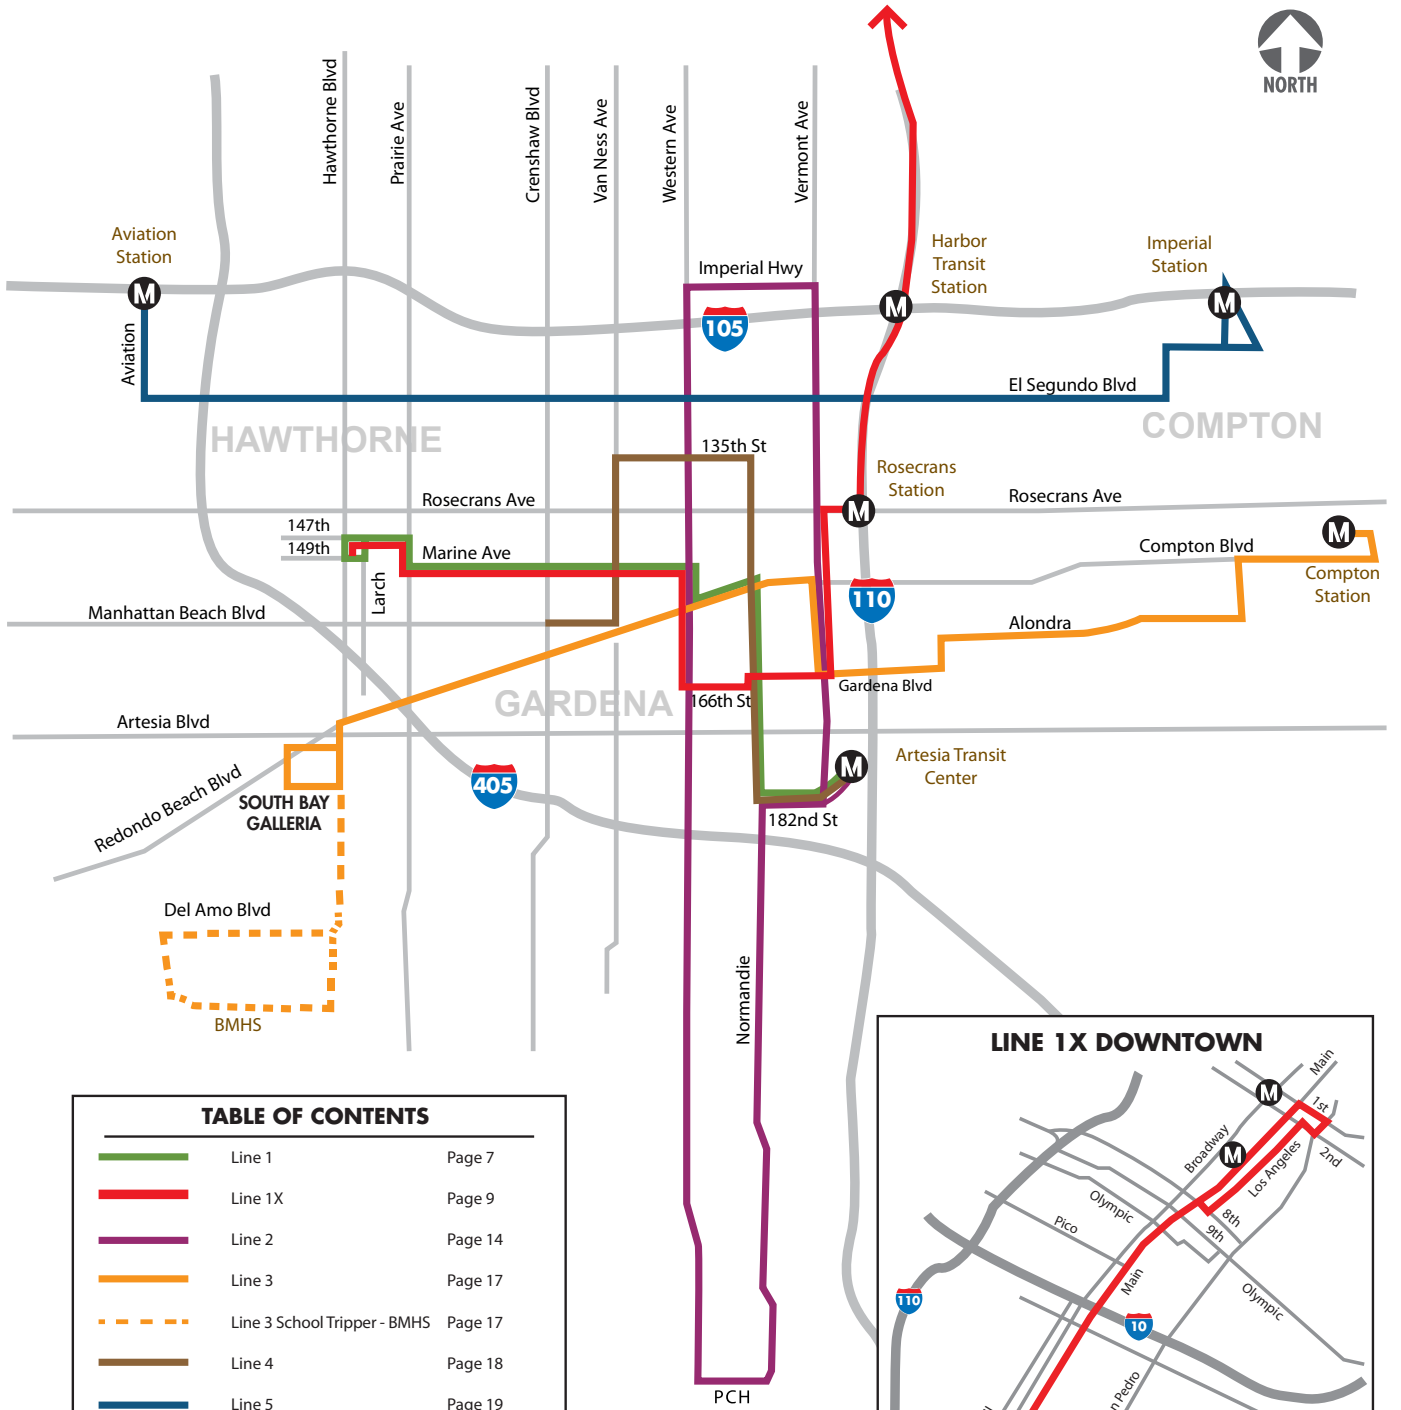 NORTH
Hawthorne Blvd
Prairie Ave
Crenshaw Blvd
Van Ness Ave
Western Ave
Vermont Ave
Aviation
Station
M
Aviation
Imperial Hwy
105
Harbor
Transit
Station
M
Imperial
Station
M
El Segundo Blvd
HAWTHORNE
COMPTON
135th St
Rosecrans
Station
M
Rosecrans Ave
Rosecrans Ave
147th
149th
Marine Ave
Larch
M
Compton Blvd
Compton
Station
110
Manhattan Beach Blvd
Alondra
Gardena Blvd
GARDENA
166th St
Artesia Blvd
Redondo Beach Blvd
SOUTH BAY
GALLERIA
405
M
Artesia Transit
Center
182nd St
Del Amo Blvd
BMHS
Normandie
PCH
TABLE OF CONTENTS
Line 1 Page 7
Line 1X Page 9
Line 2 Page 14
Line 3 Page 17
Line 3 School Tripper - BMHS Page 17
Line 4 Page 18
Line 5 Page 19
LINE 1X DOWNTOWN
Main
M
1st
Broadway
M
Los Angeles
2nd
Olympic
Pico
8th
9th
Main
Olympic
110
10
n Pedro